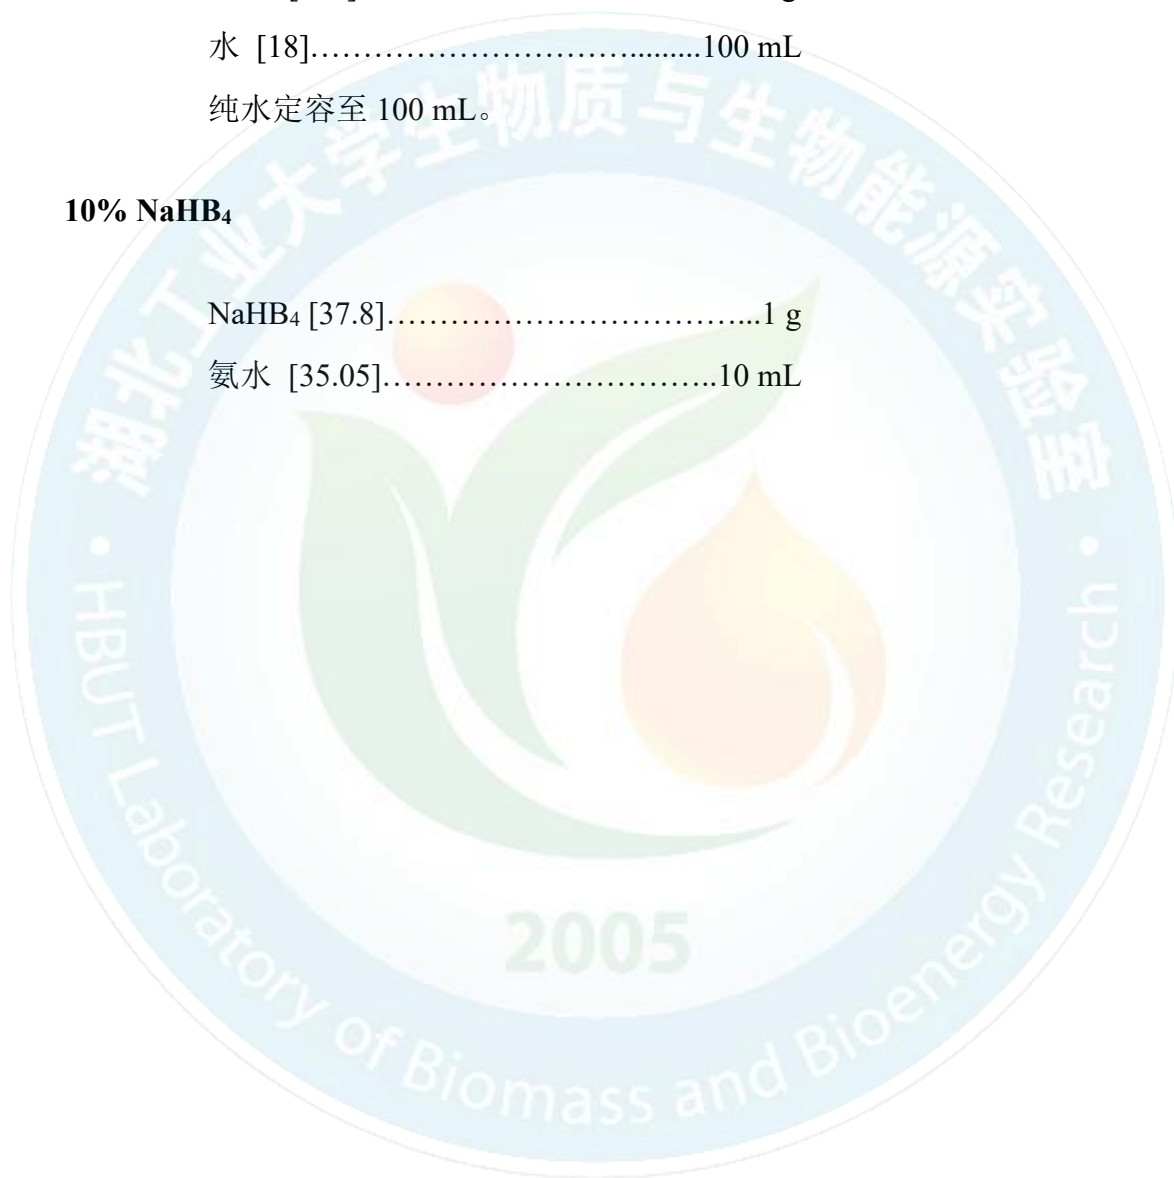 水 [18]…………………………..........100 mL
纯水定容至 100 mL。
10% NaHB₄
NaHB₄ [37.8]……………………………...1 g
氨水 [35.05]…………………………..10 mL
湖北工业大学生物质与生物能源实验室
• HBUT Laboratory of Biomass and Bioenergy Research •
2005